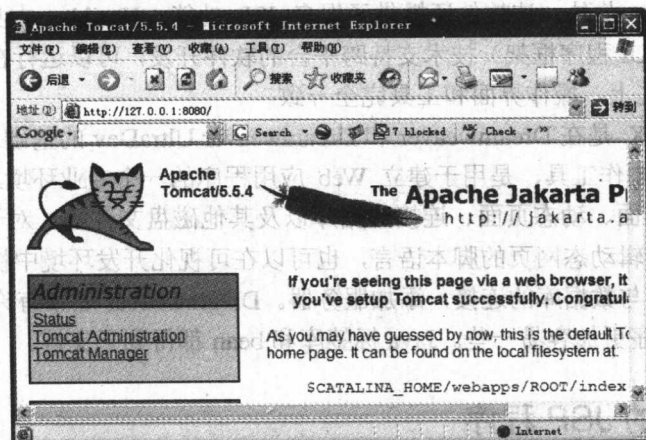 Apache Tomcat/5.5.4 - Microsoft Internet Explorer
文件(F) 编辑(E) 查看(V) 收藏(A) 工具(T) 帮助(H)
后退 搜索 收藏夹
地址(D) http://127.0.0.1:8080/ 转到
Google Search 7 blocked Check »
Apache
Tomcat/5.5.4
The Apache Jakarta P
http://jakarta.a
Administration
Status
Tomcat Administration
Tomcat Manager
If you're seeing this page via a web browser, it
you've setup Tomcat successfully. Congratul
As you may have guessed by now, this is the default To
home page. It can be found on the local filesystem at:
$CATALINA_HOME/webapps/ROOT/index
Internet